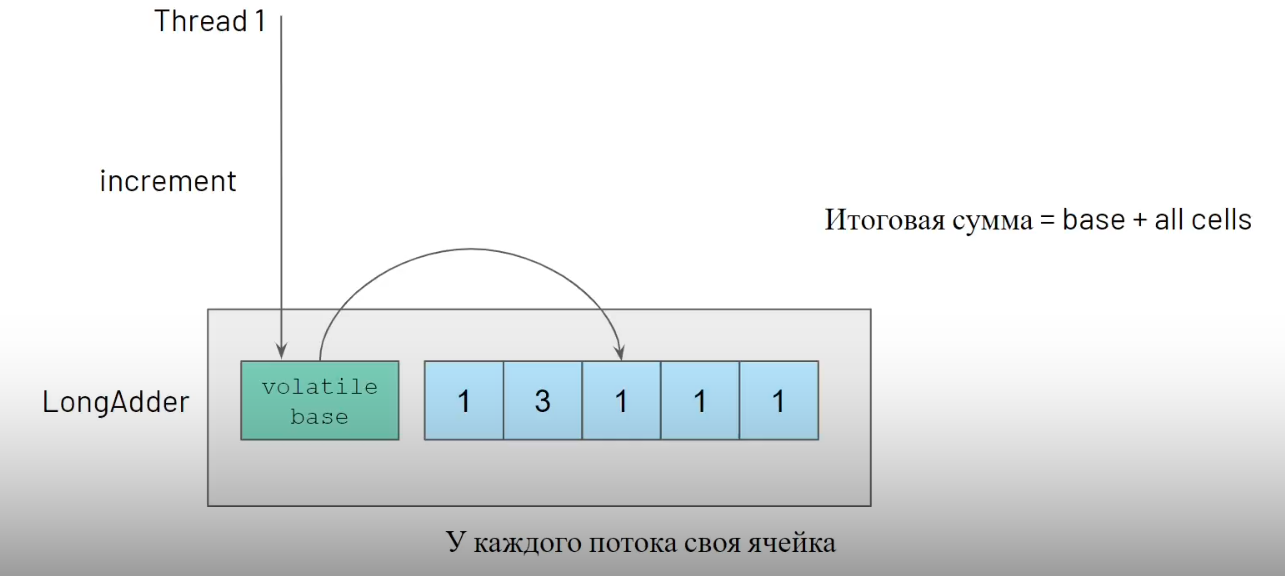 Thread 1
increment
Итоговая сумма = base + all cells
LongAdder
volatile
base
1 3 1 1 1
У каждого потока своя ячейка